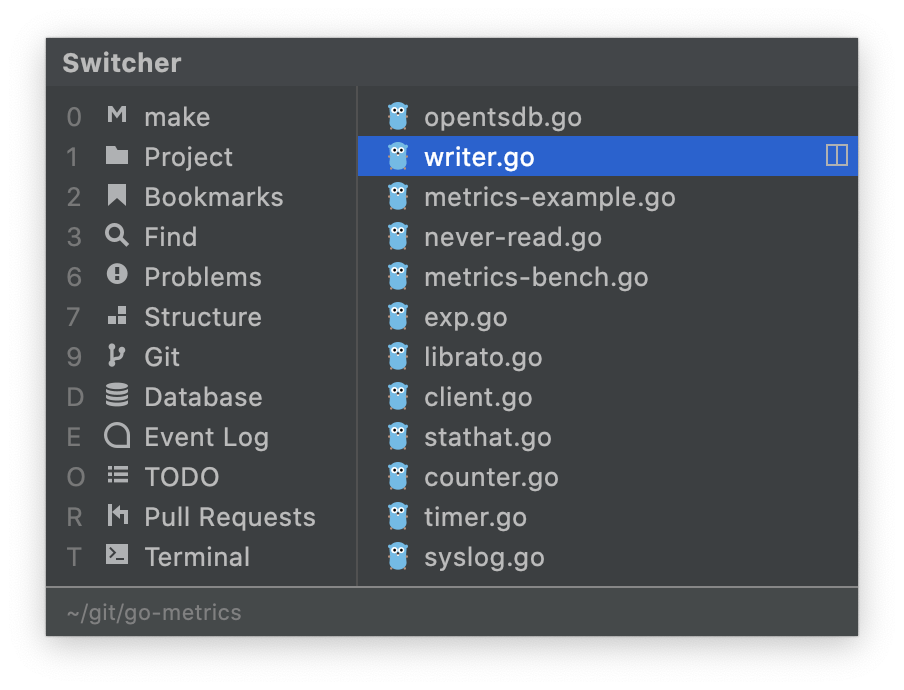 Switcher
0 make
1 Project
2 Bookmarks
3 Find
6 Problems
7 Structure
9 Git
D Database
E Event Log
O TODO
R Pull Requests
T Terminal
opentsdb.go
writer.go
metrics-example.go
never-read.go
metrics-bench.go
exp.go
librato.go
client.go
stathat.go
counter.go
timer.go
syslog.go
~/git/go-metrics